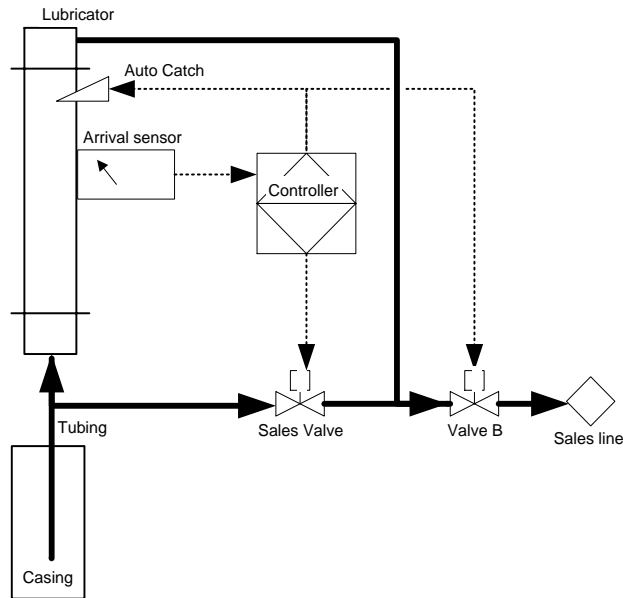 Lubricator
Auto Catch
Arrival sensor
Controller
Tubing
Sales Valve
Valve B
Sales line
Casing